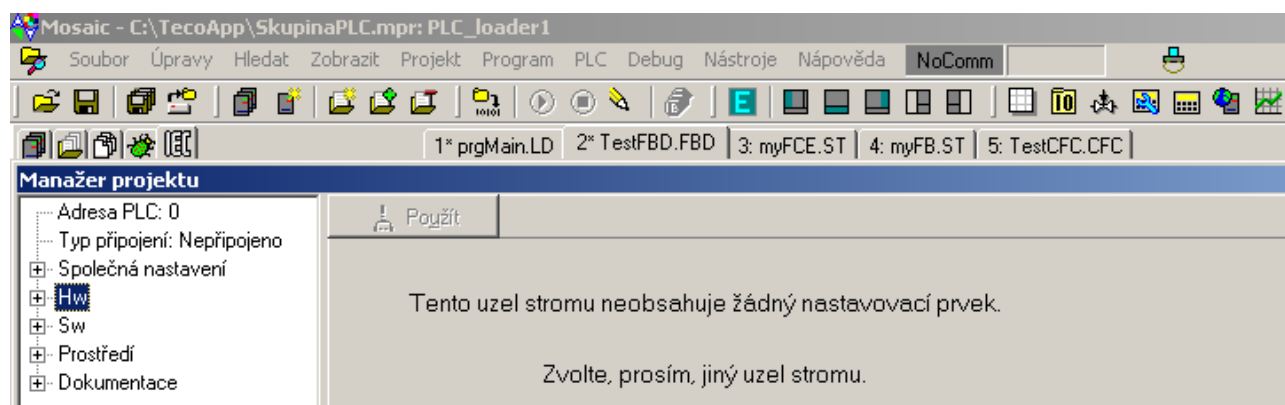 Mosaic - C:\TecoApp\SkupinaPLC.mpr: PLC_loader1
Soubor Úpravy Hledat Zobrazit Projekt Program PLC Debug Nástroje Nápověda NoComm
1* prgMain.LD 2* TestFBD.FBD 3: myFCE.ST 4: myFB.ST 5: TestCFC.CFC
Manažer projektu
Adresa PLC: 0
Použít
Typ připojení: Nepřipojeno
Společná nastavení
Hw
Tento uzel stromu neobsahuje žádný nastavovací prvek.
Sw
Prostředí
Zvolte, prosím, jiný uzel stromu.
Dokumentace